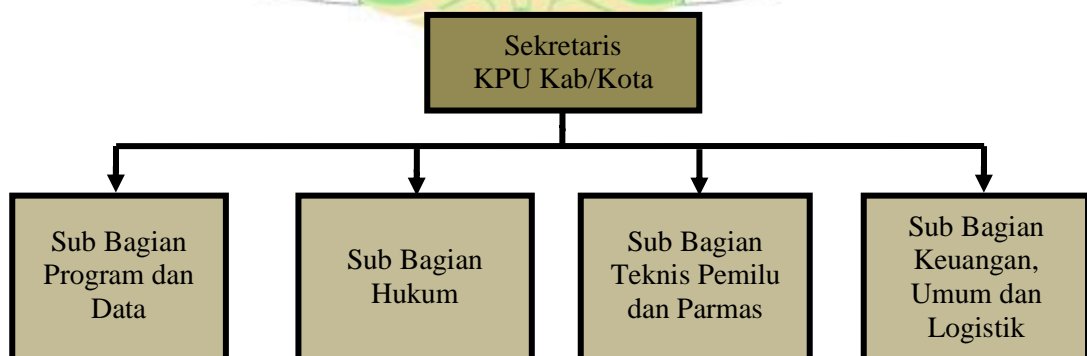 Sekretaris
KPU Kab/Kota
Sub Bagian
Program dan
Data
Sub Bagian
Hukum
Sub Bagian
Teknis Pemilu
dan Parmas
Sub Bagian
Keuangan,
Umum dan
Logistik